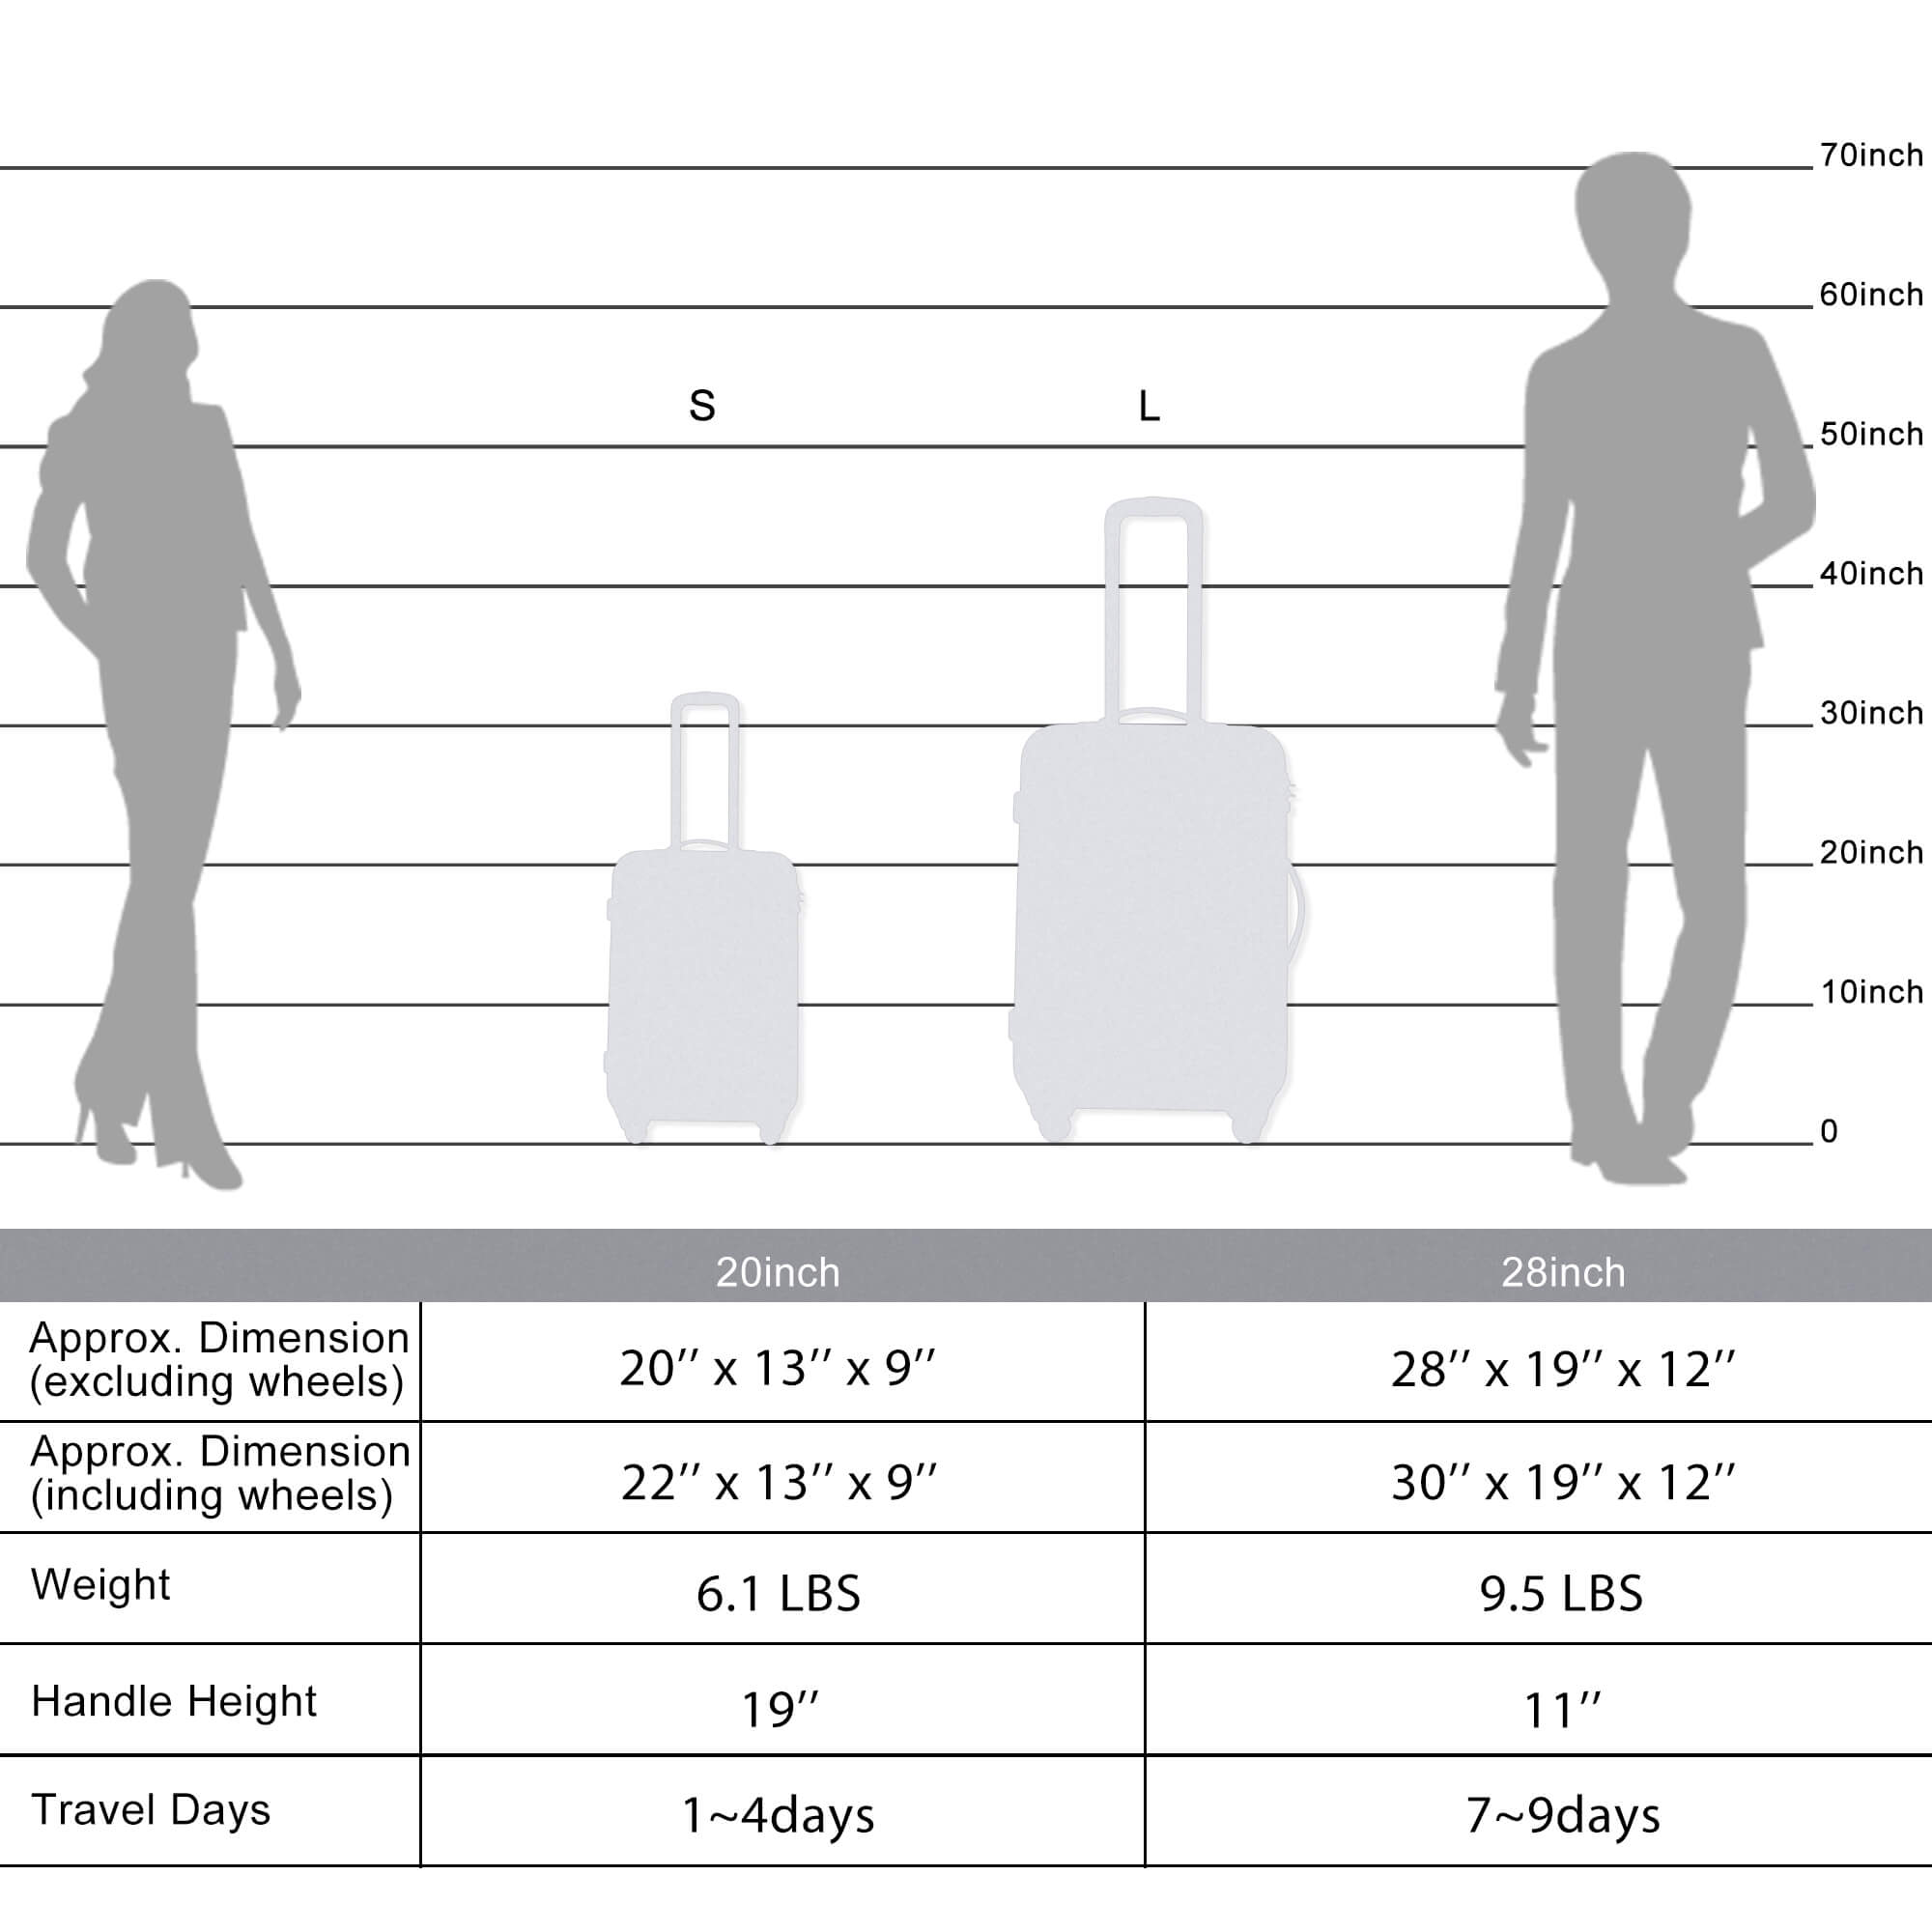 70inch
60inch
S
L
50inch
40inch
30inch
20inch
10inch
0
20inch
28inch
Approx. Dimension
(excluding wheels)
20′′ x 13′′ x 9′′
28′′ x 19′′ x 12′′
Approx. Dimension
(including wheels)
22′′ x 13′′ x 9′′
30′′ x 19′′ x 12′′
Weight
6.1 LBS
9.5 LBS
Handle Height
19′′
11′′
Travel Days
1~4days
7~9days